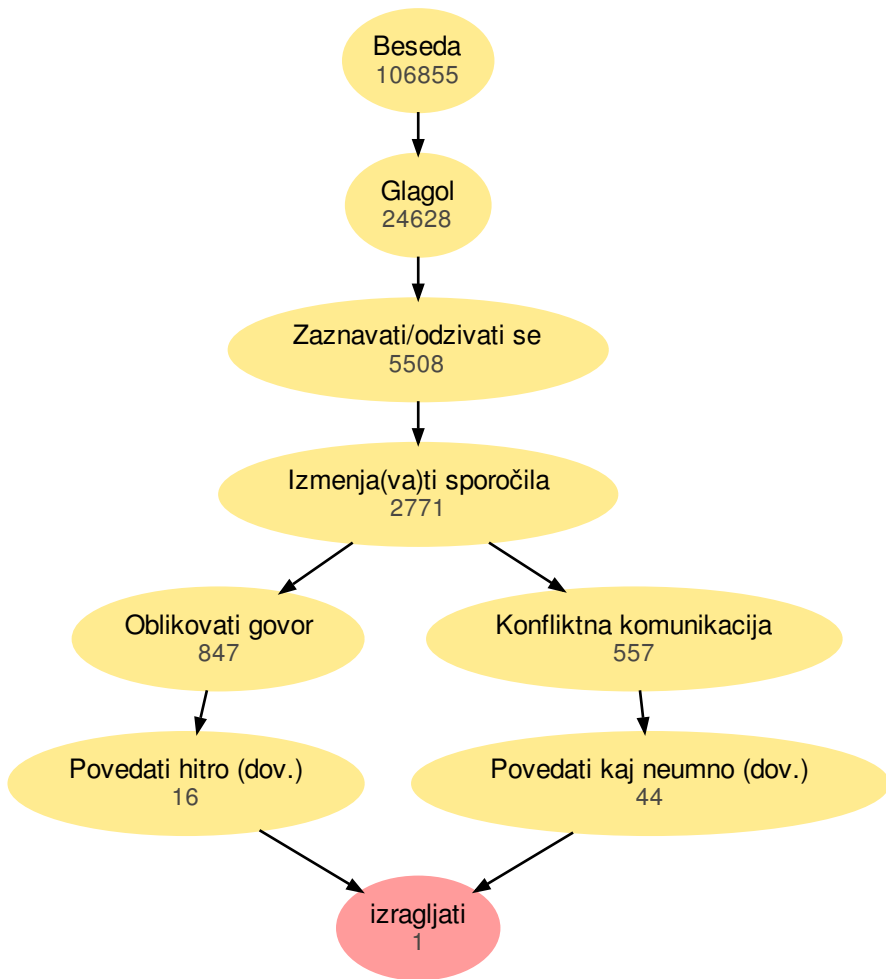 Beseda
106855
Glagol
24628
Zaznavati/odzivati se
5508
Izmenja(va)ti sporočila
2771
Oblikovati govor
847
Konfliktna komunikacija
557
Povedati hitro (dov.)
16
Povedati kaj neumno (dov.)
44
izragljati
1